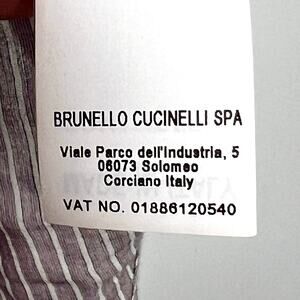 BRUNELLO CUCINELLI SPA
Viale Parco dell'Industria, 5
06073 Solomeo
Corciano Italy
VAT NO. 01886120540